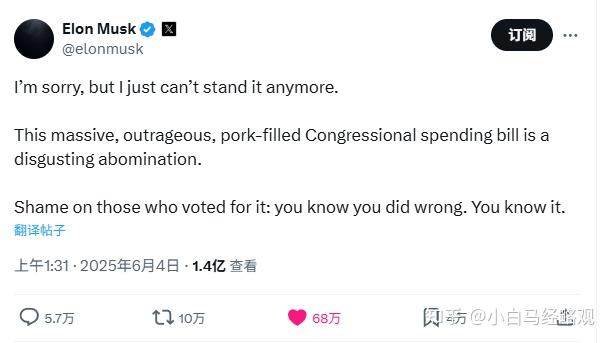 Elon Musk
@elonmusk
订阅
I'm sorry, but I just can't stand it anymore.
This massive, outrageous, pork-filled Congressional spending bill is a
disgusting abomination.
Shame on those who voted for it: you know you did wrong. You know it.
翻译帖子
上午1:31 · 2025年6月4日 · 1.4亿 查看
5.7万 10万 68万 4万
知乎 @小白马经略观